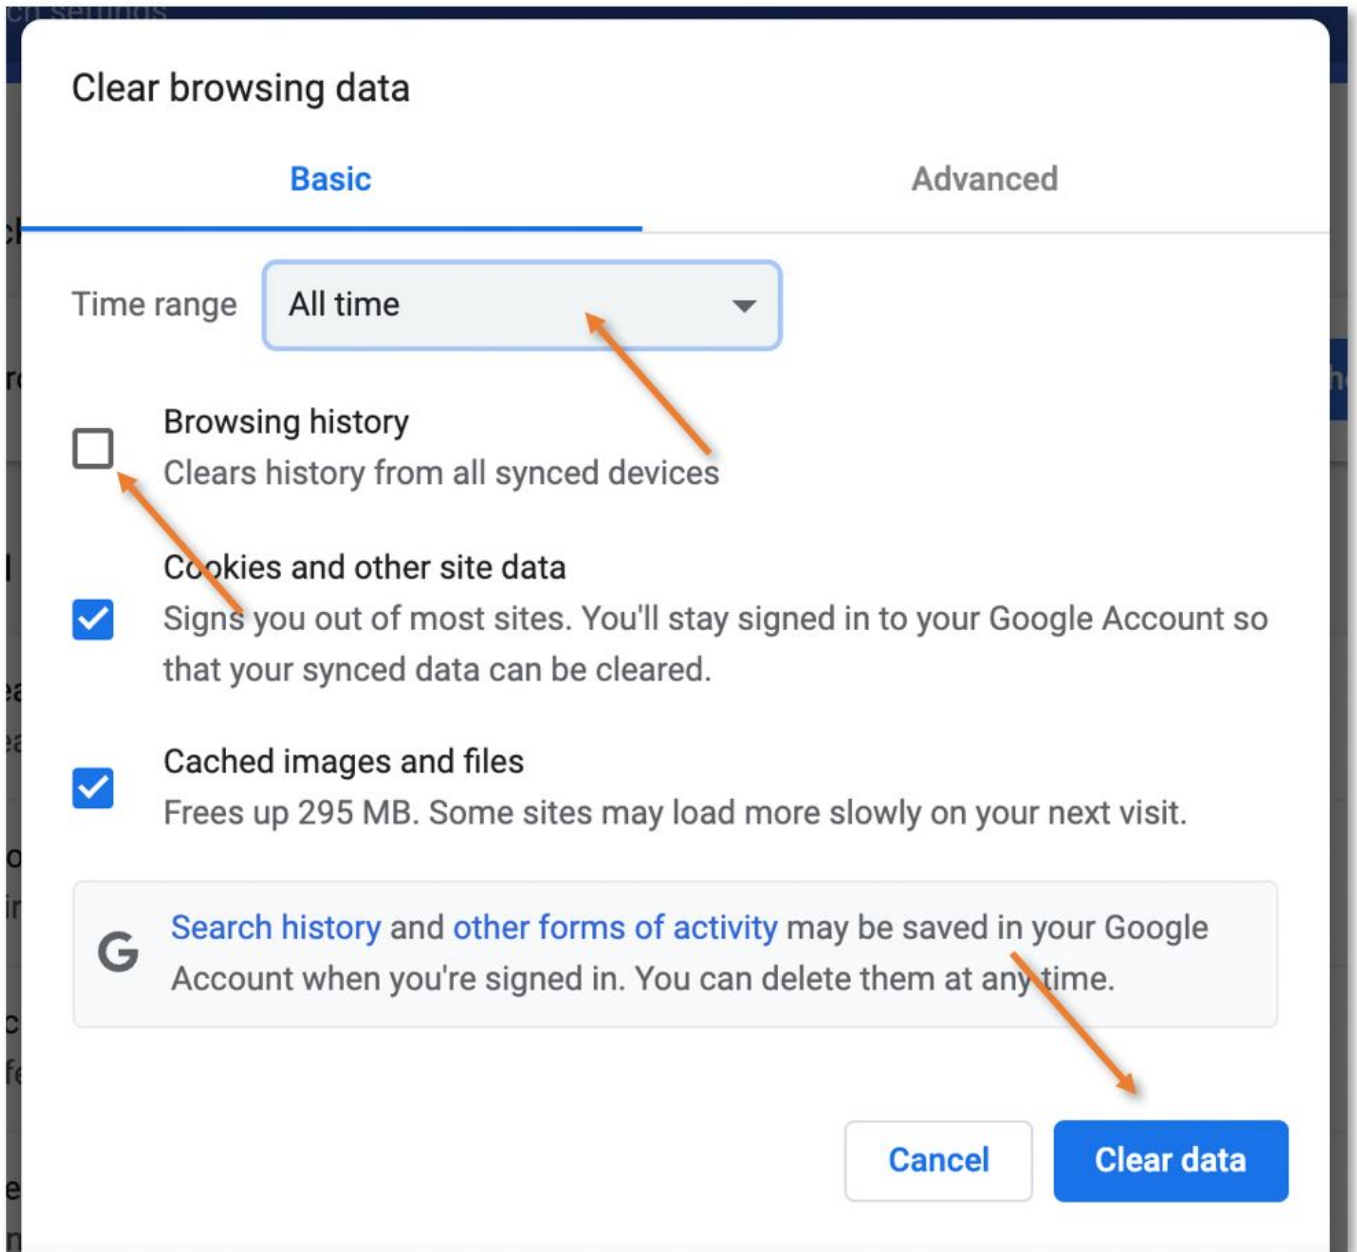 ch settings
Clear browsing data
Basic
Advanced
Time range
All time
Browsing history
Clears history from all synced devices
Cookies and other site data
Signs you out of most sites. You'll stay signed in to your Google Account so
that your synced data can be cleared.
Cached images and files
Frees up 295 MB. Some sites may load more slowly on your next visit.
G
Search history and other forms of activity may be saved in your Google
Account when you're signed in. You can delete them at any time.
Cancel
Clear data